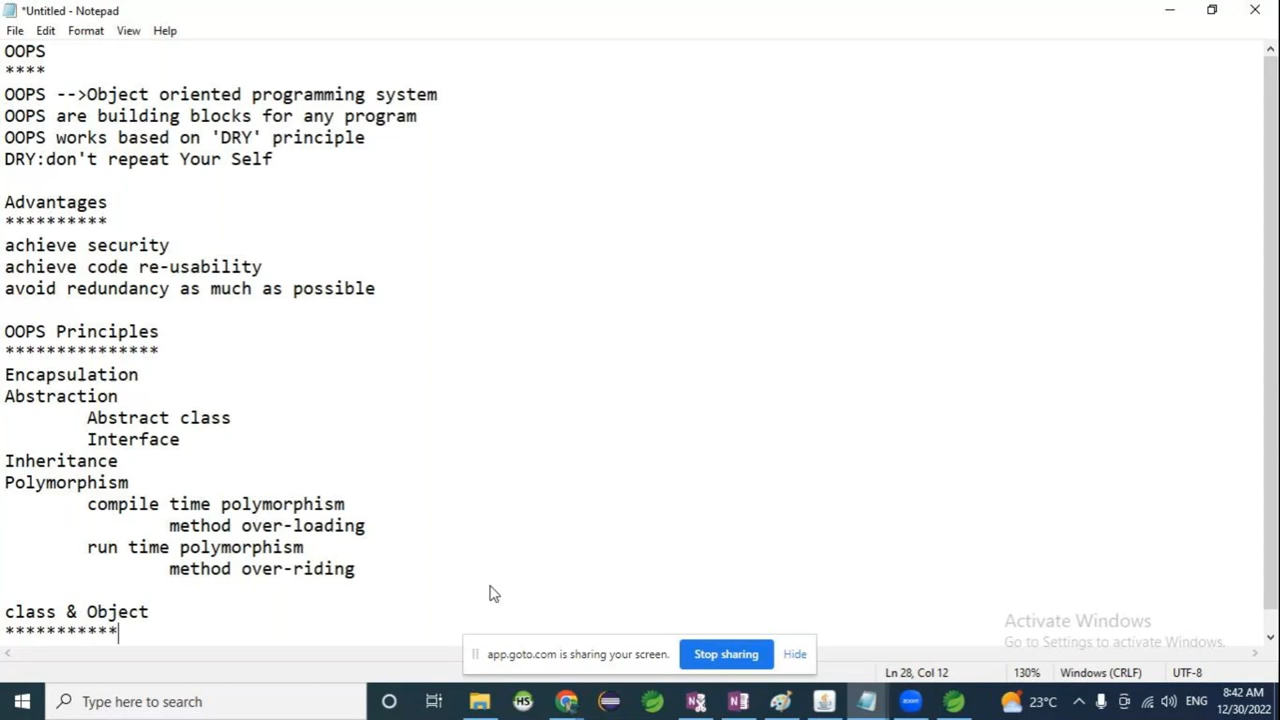 *Untitled - Notepad
File Edit Format View Help
OOPS
****
OOPS -->Object oriented programming system
OOPS are building blocks for any program
OOPS works based on 'DRY' principle
DRY:don't repeat Your Self
Advantages
**********
achieve security
achieve code re-usability
avoid redundancy as much as possible
OOPS Principles
***************
Encapsulation
Abstraction
Abstract class
Interface
Inheritance
Polymorphism
compile time polymorphism
method over-loading
run time polymorphism
method over-riding
class & Object
***********
Activate Windows
Go to Settings to activate Windows.
app.goto.com is sharing your screen. Stop sharing Hide
Ln 28, Col 12 130% Windows (CRLF) UTF-8
Type here to search HS 23°C ENG 8:42 AM
12/30/2022